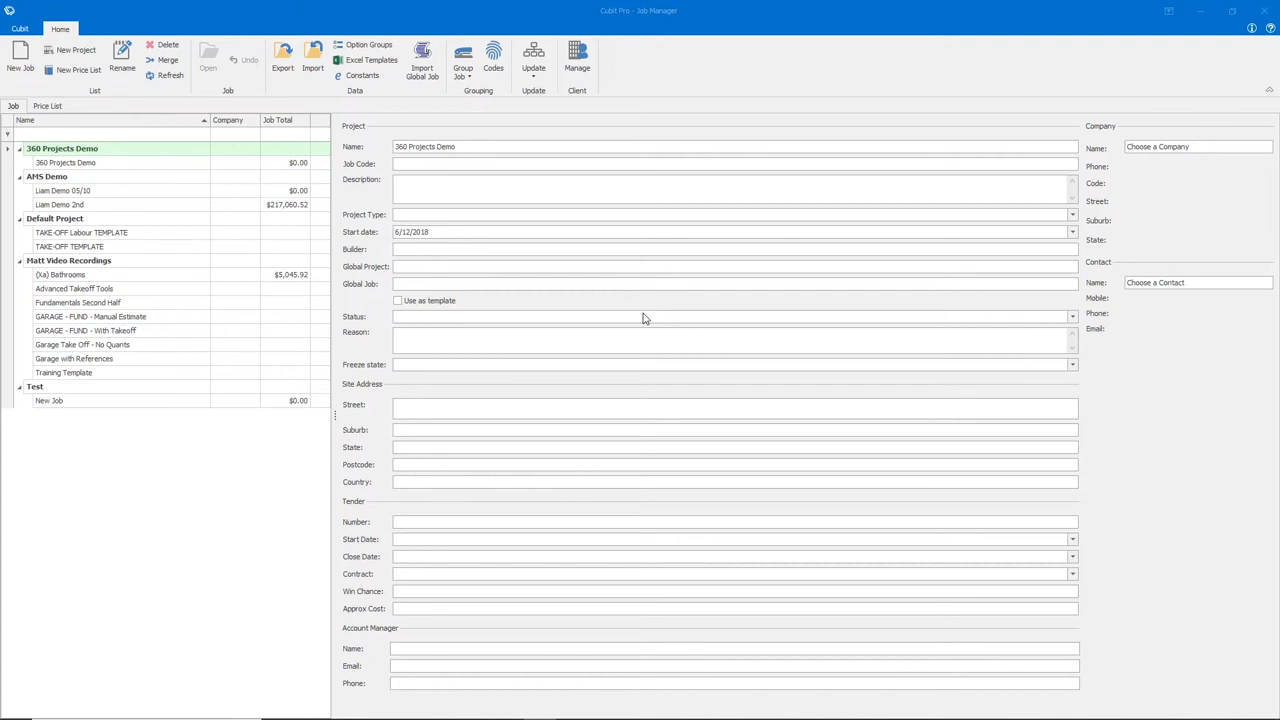 Cubit Pro - Job Manager
Cubit
Home
New Job
New Project
New Price List
Rename
Delete
Merge
Refresh
List
Open
Undo
Job
Export
Import
Option Groups
Excel Templates
Constants
Data
Import Global Job
Group Job
Codes
Grouping
Update
Update
Manage
Client
Job
Price List
Name Company Job Total
360 Projects Demo
360 Projects Demo $0.00
AMS Demo
Liam Demo 05/10 $0.00
Liam Demo 2nd $217,060.52
Default Project
TAKE-OFF Labour TEMPLATE
TAKE-OFF TEMPLATE
Matt Video Recordings
(Xa) Bathrooms $5,045.92
Advanced Takeoff Tools
Fundamentals Second Half
GARAGE - FUND - Manual Estimate
GARAGE - FUND - With Takeoff
Garage Take Off - No Quants
Garage with References
Training Template
Test
New Job $0.00
Project
Name: 360 Projects Demo
Job Code:
Description:
Project Type:
Start date: 6/12/2018
Builder:
Global Project:
Global Job:
Use as template
Status:
Reason:
Freeze state:
Site Address
Street:
Suburb:
State:
Postcode:
Country:
Tender
Number:
Start Date:
Close Date:
Contract:
Win Chance:
Approx Cost:
Account Manager
Name:
Email:
Phone:
Company
Name: Choose a Company
Phone:
Code:
Street:
Suburb:
State:
Contact
Name: Choose a Contact
Mobile:
Phone:
Email: